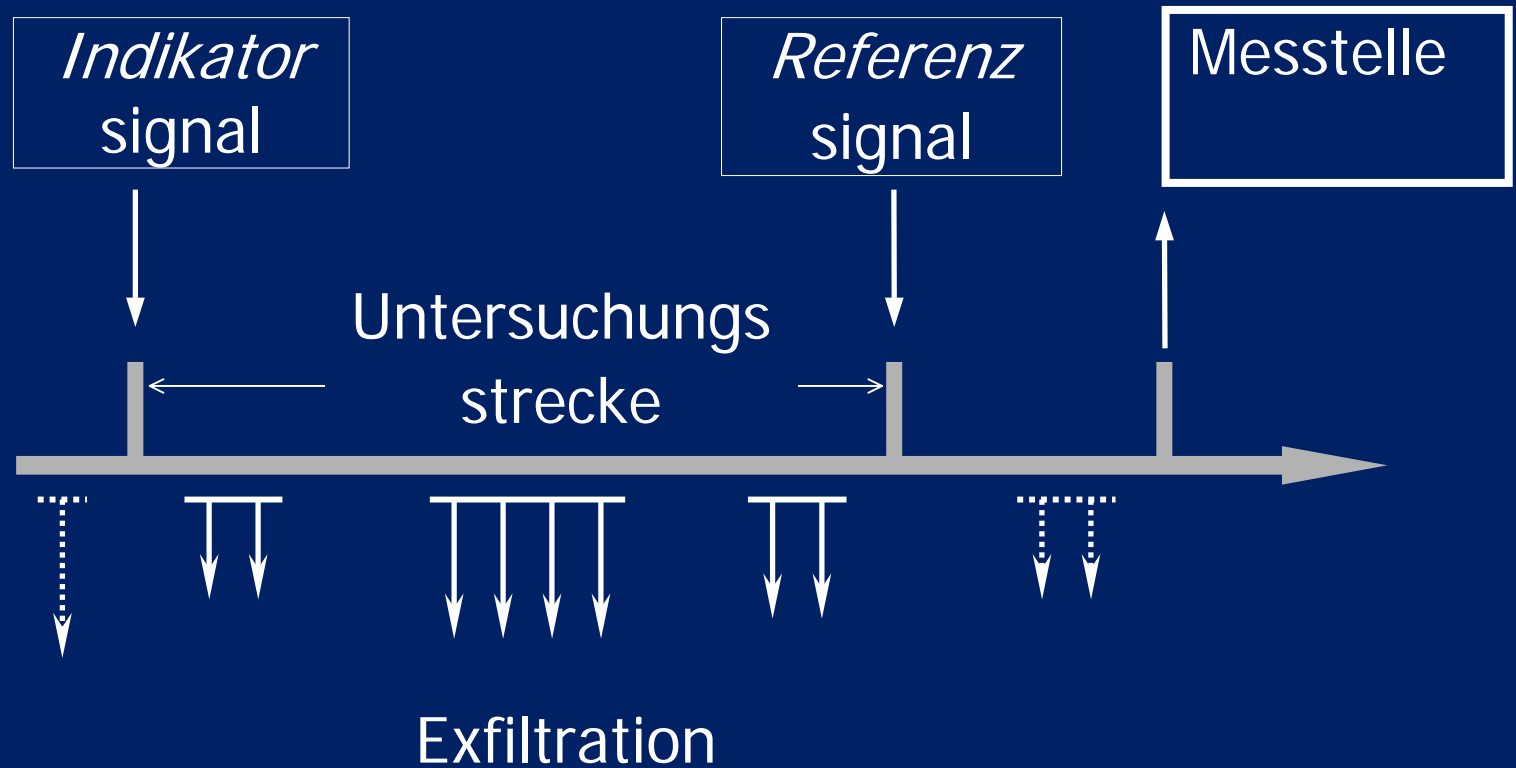 Indikator
signal
Referenz
signal
Messtelle
Untersuchungs
strecke
Exfiltration